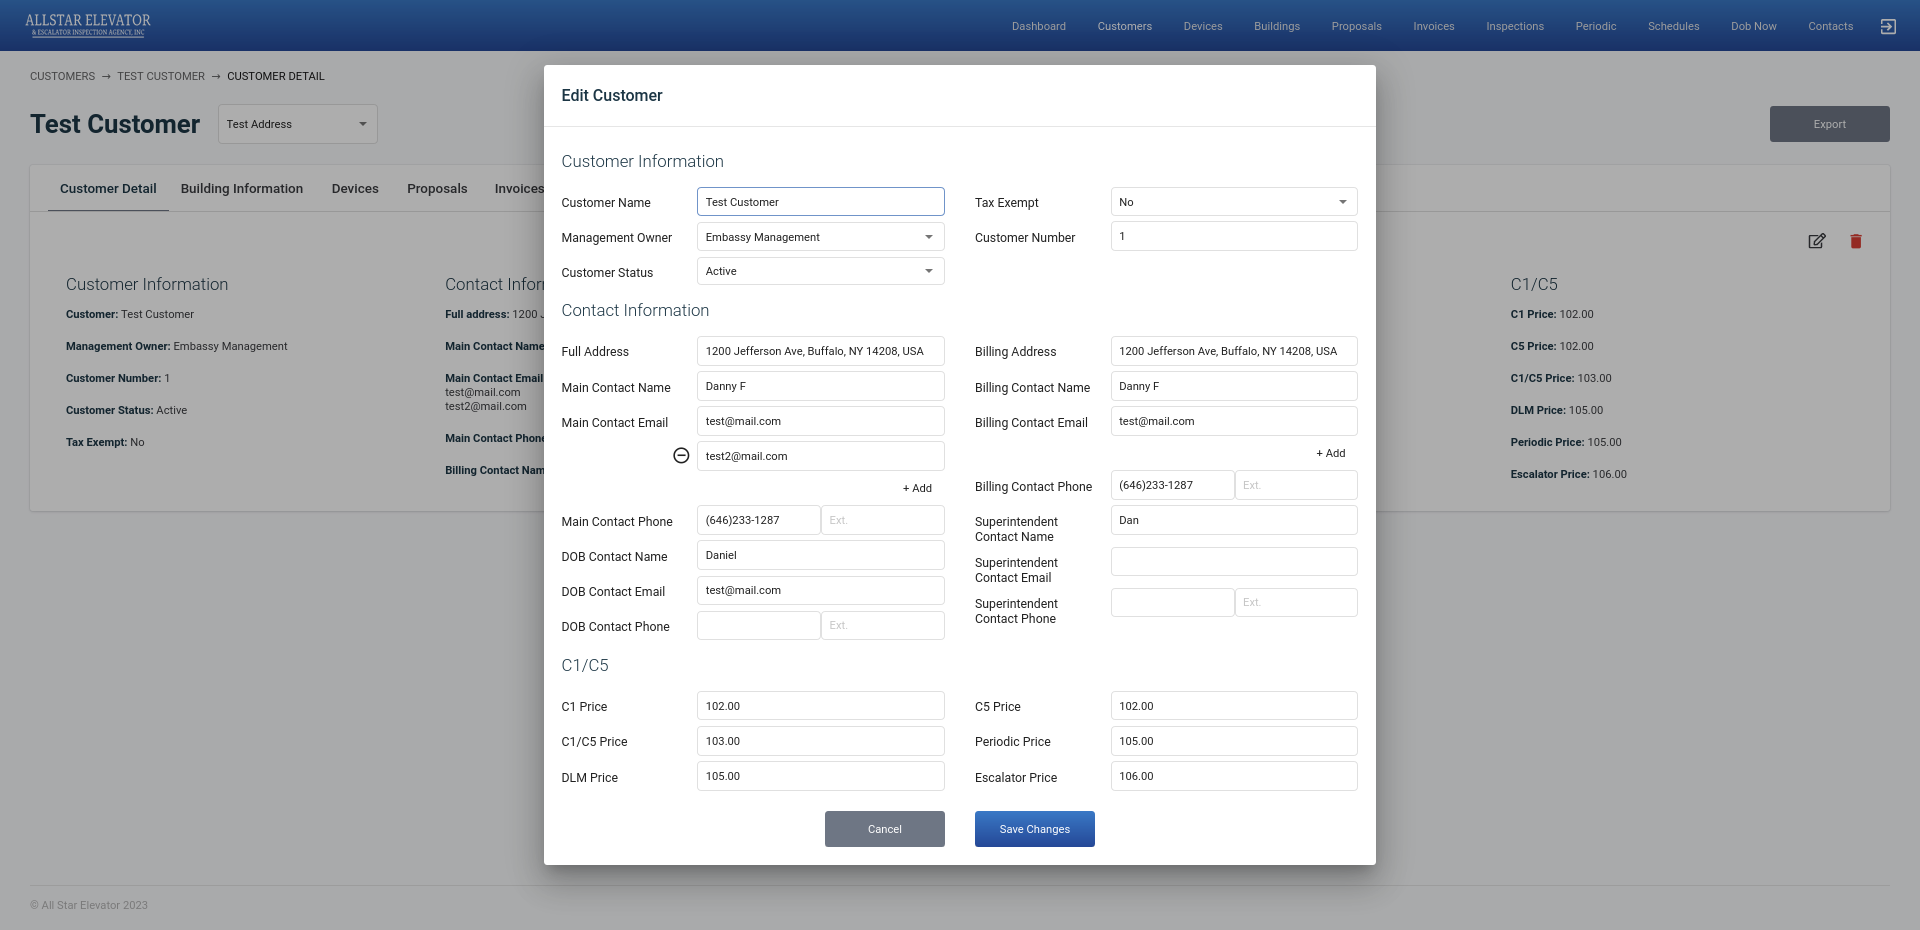 ALLSTAR ELEVATOR
& ESCALATOR INSPECTION AGENCY, INC
Dashboard Customers Devices Buildings Proposals Invoices Inspections Periodic Schedules Dob Now Contacts
CUSTOMERS → TEST CUSTOMER → CUSTOMER DETAIL
Test Customer
Test Address
Export
Customer Detail Building Information Devices Proposals Invoices
Customer Information
Customer: Test Customer
Management Owner: Embassy Management
Customer Number: 1
Customer Status: Active
Tax Exempt: No
Contact Infor
Full address: 1200 J
Main Contact Name
Main Contact Email
test@mail.com
test2@mail.com
Main Contact Phone
Billing Contact Nam
C1/C5
C1 Price: 102.00
C5 Price: 102.00
C1/C5 Price: 103.00
DLM Price: 105.00
Periodic Price: 105.00
Escalator Price: 106.00
Edit Customer
Customer Information
Customer Name Test Customer
Tax Exempt No
Management Owner Embassy Management
Customer Number 1
Customer Status Active
Contact Information
Full Address 1200 Jefferson Ave, Buffalo, NY 14208, USA
Main Contact Name Danny F
Main Contact Email test@mail.com
test2@mail.com
+ Add
Main Contact Phone (646)233-1287 Ext.
DOB Contact Name Daniel
DOB Contact Email test@mail.com
DOB Contact Phone Ext.
Billing Address 1200 Jefferson Ave, Buffalo, NY 14208, USA
Billing Contact Name Danny F
Billing Contact Email test@mail.com
+ Add
Billing Contact Phone (646)233-1287 Ext.
Superintendent
Contact Name
Dan
Superintendent
Contact Email
Superintendent
Contact Phone
Ext.
C1/C5
C1 Price 102.00
C5 Price 102.00
C1/C5 Price 103.00
Periodic Price 105.00
DLM Price 105.00
Escalator Price 106.00
Cancel
Save Changes
© All Star Elevator 2023